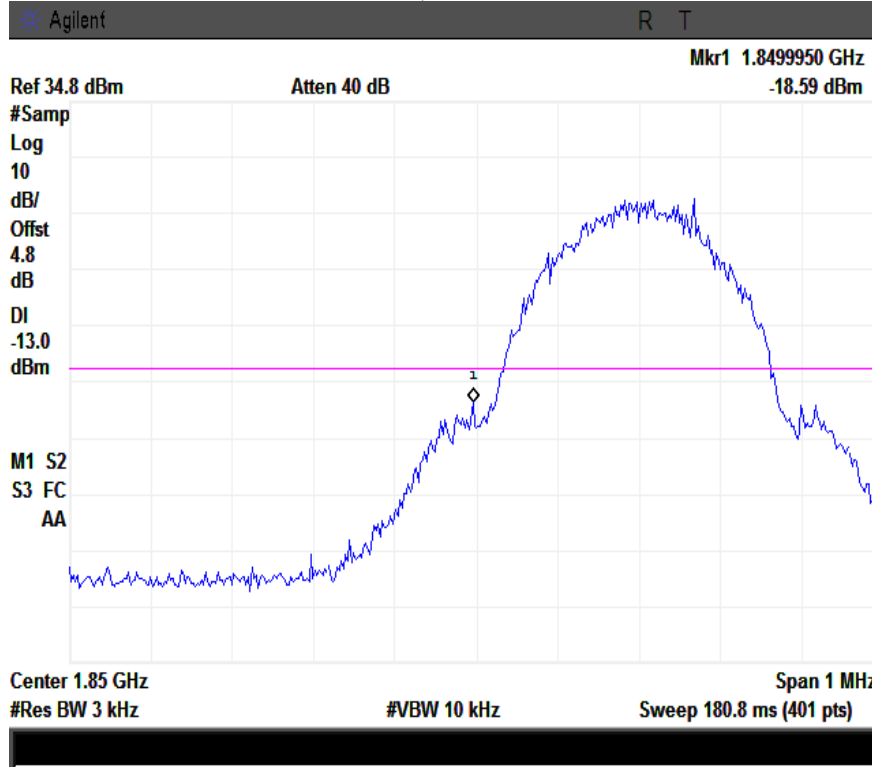 Agilent R T
Mkr1 1.8499950 GHz
Ref 34.8 dBm Atten 40 dB -18.59 dBm
#Samp
Log
10
dB/
Offst
4.8
dB
DI
-13.0
dBm
1
M1 S2
S3 FC
AA
Center 1.85 GHz Span 1 MHz
#Res BW 3 kHz #VBW 10 kHz Sweep 180.8 ms (401 pts)